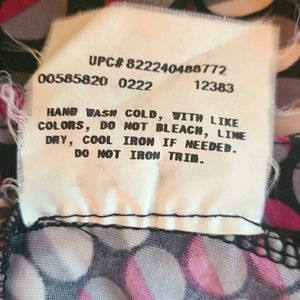 UPC# 822240488772
00585820 0222 12383
HAND WASH COLD, WITH LIKE
COLORS, DO NOT BLEACH, LINE
DRY, COOL IRON IF NEEDED.
DO NOT IRON TRIM.